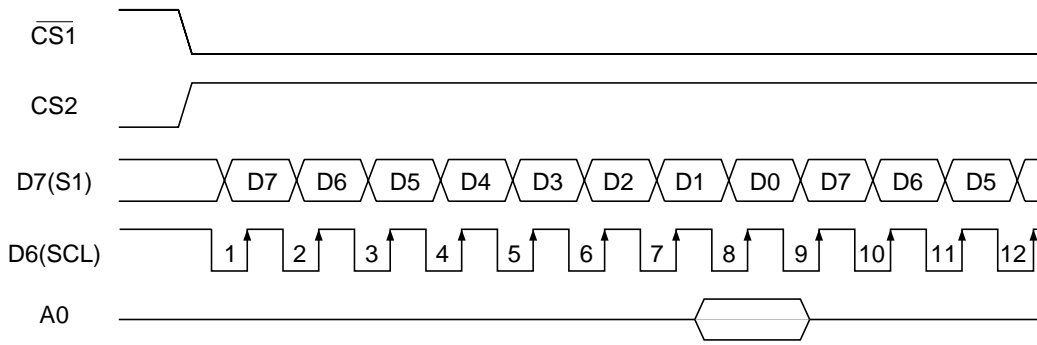 CS1
CS2
D7(S1) D7 D6 D5 D4 D3 D2 D1 D0 D7 D6 D5
D6(SCL) 1 2 3 4 5 6 7 8 9 10 11 12
A0